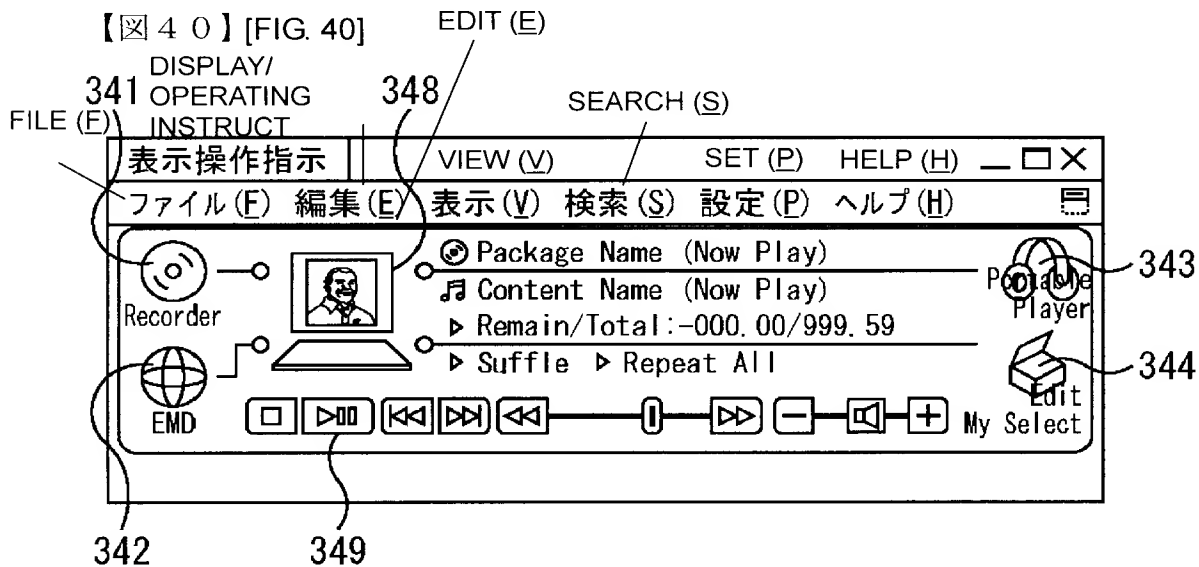 【図40】[FIG. 40]
EDIT (E)
DISPLAY/
341 OPERATING 348
FILE (F) INSTRUCT SEARCH (S)
表示操作指示 VIEW (V) SET (P) HELP (H)
ファイル(F) 編集(E) 表示(V) 検索(S) 設定(P) ヘルプ(H)
Package Name (Now Play)
Content Name (Now Play)
Recorder
Remain/Total:-000.00/999.59
Portable
Player
343
Suffle Repeat All
EMD
344
Edit
My Select
342 349